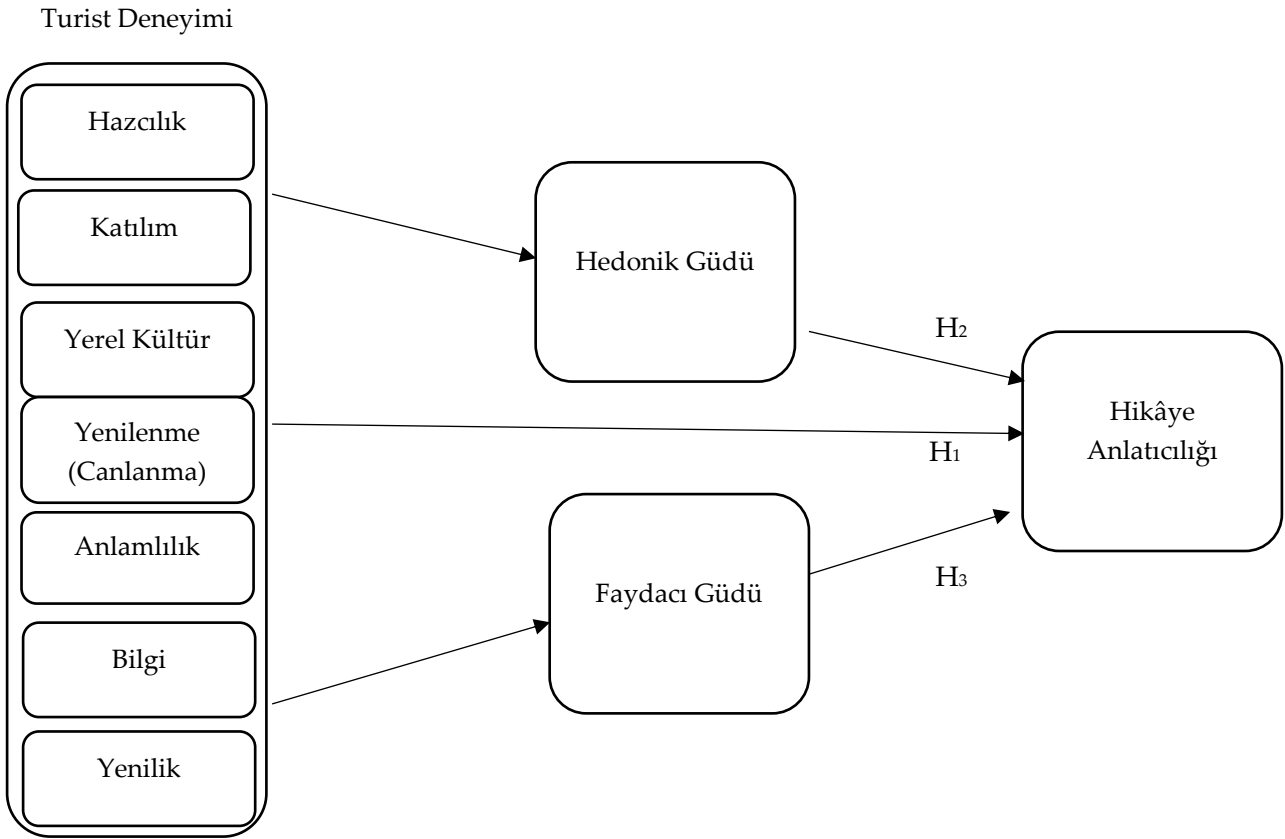 Turist Deneyimi
Hazcılık
Katılım
Yerel Kültür
Yenilenme
(Canlanma)
Anlamlılık
Bilgi
Yenilik
Hedonik Güdü
Faydacı Güdü
H2
H1
H3
Hikâye
Anlatıcılığı